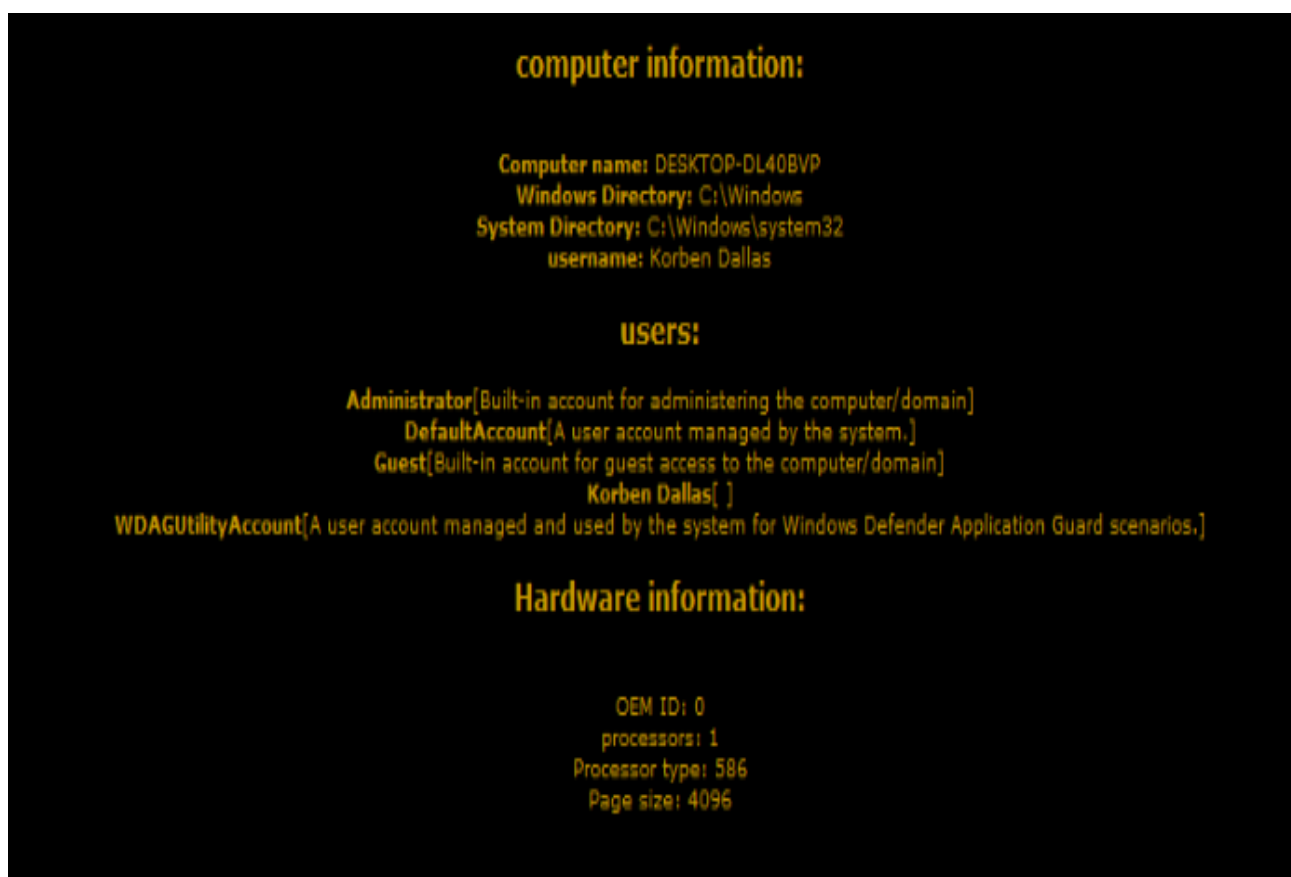 computer information:
Computer name: DESKTOP-DL40BVP
Windows Directory: C:\Windows
System Directory: C:\Windows\system32
username: Korben Dallas
users:
Administrator[Built-in account for administering the computer/domain]
DefaultAccount[A user account managed by the system.]
Guest[Built-in account for guest access to the computer/domain]
Korben Dallas[ ]
WDAGUtilityAccount[A user account managed and used by the system for Windows Defender Application Guard scenarios.]
Hardware information:
OEM ID: 0
processors: 1
Processor type: 586
Page size: 4096